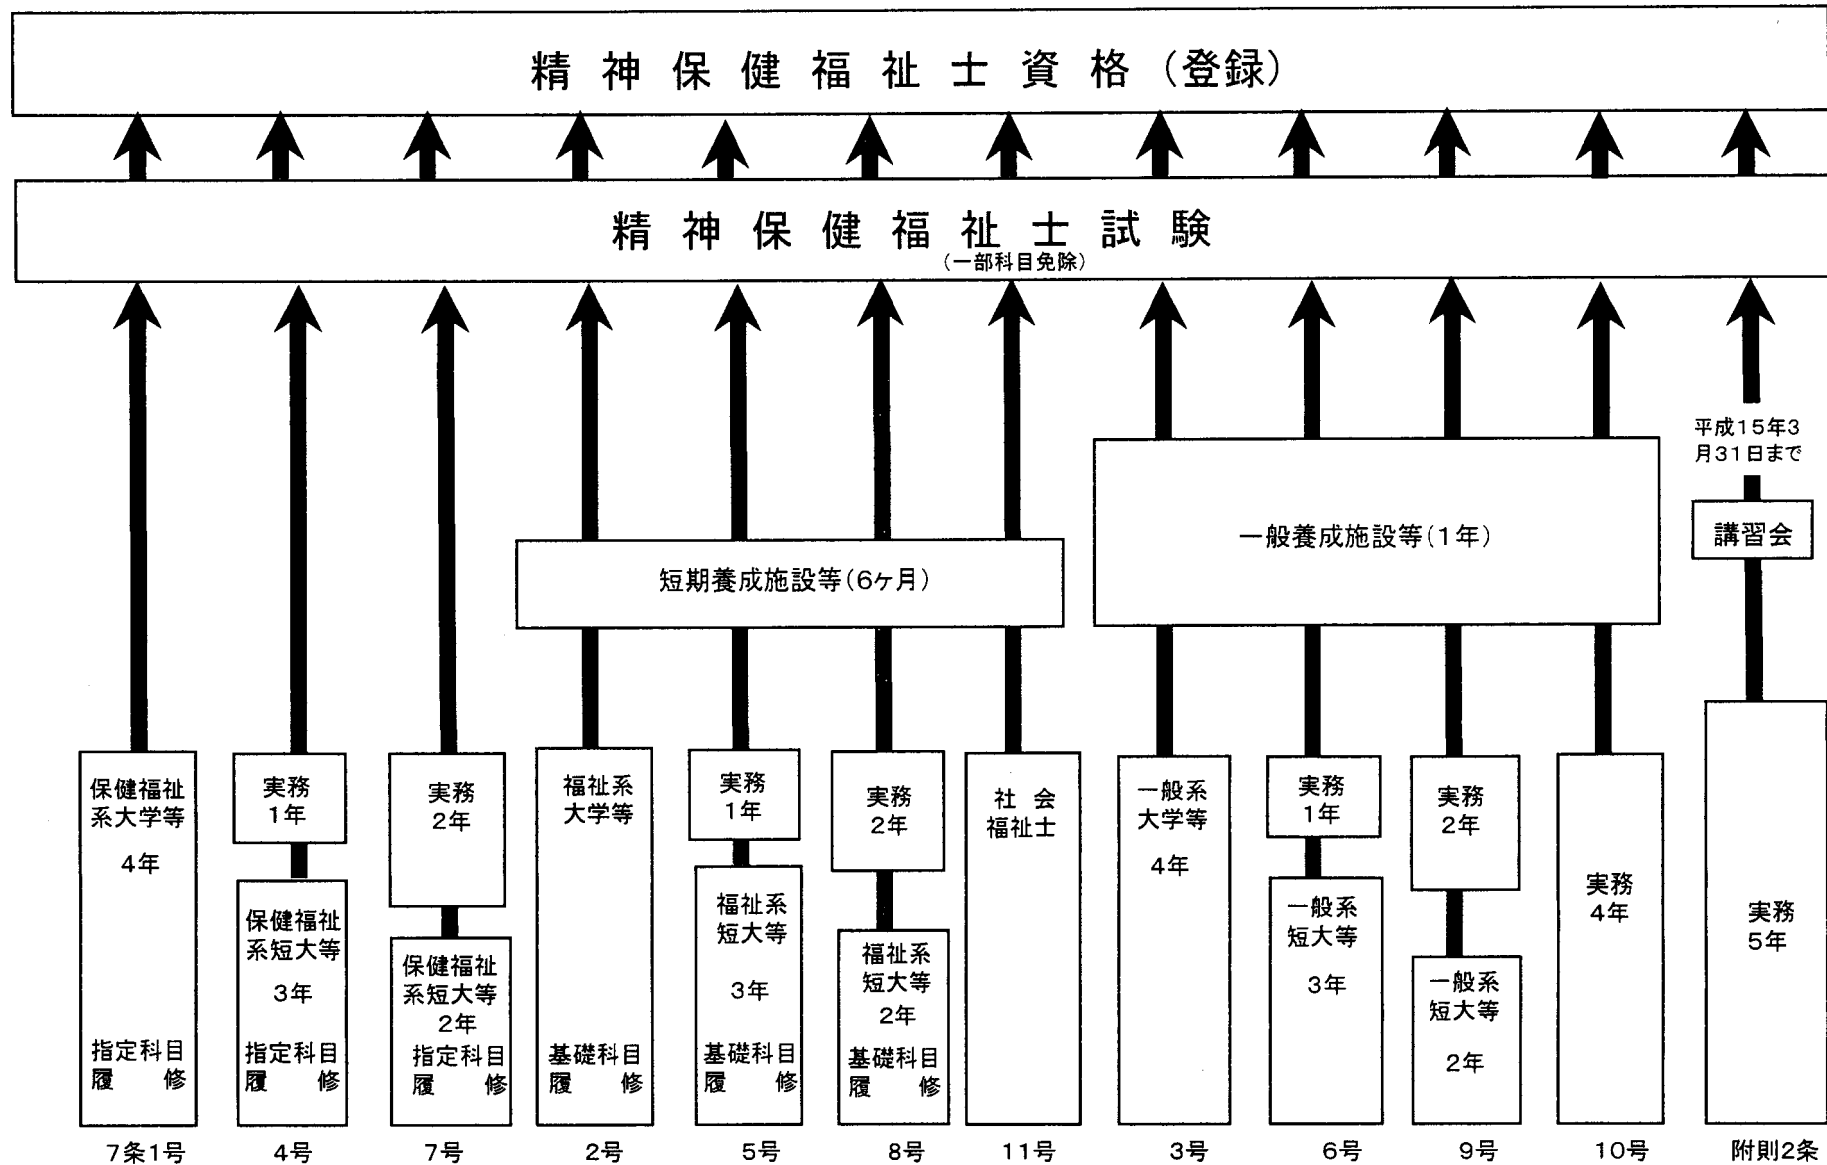 精神保健福祉士資格（登録）
精神保健福祉士試験
（一部科目免除）
平成１５年３
月３１日まで
講習会
一般養成施設等（１年）
短期養成施設等（６ヶ月）
保健福祉
系大学等
４年
指定科目
履修
７条１号
実務
１年
保健福祉
系短大等
３年
指定科目
履修
４号
実務
２年
保健福祉
系短大等
２年
指定科目
履修
７号
福祉系
大学等
基礎科目
履修
２号
実務
１年
福祉系
短大等
３年
基礎科目
履修
５号
実務
２年
福祉系
短大等
２年
基礎科目
履修
８号
社会
福祉士
１１号
一般系
大学等
４年
３号
実務
１年
一般系
短大等
３年
６号
実務
２年
一般系
短大等
２年
９号
実務
４年
１０号
実務
５年
附則２条